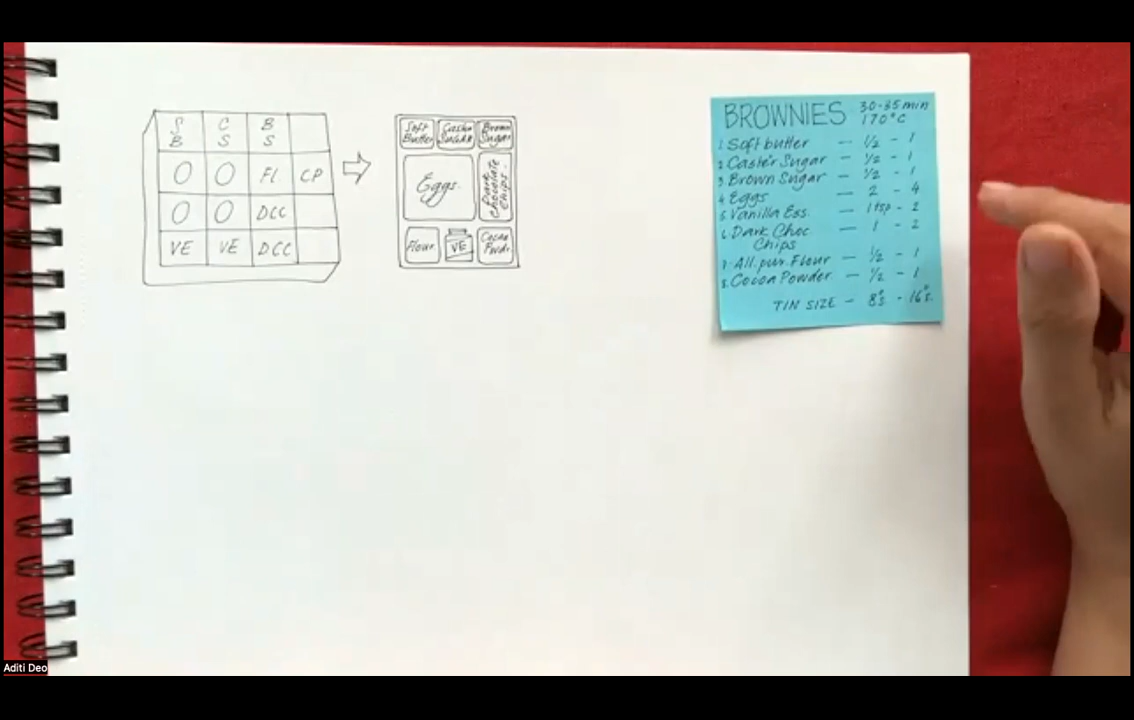 S C B
B S S
O O Fl CP
O O DCC
VE VE DCC
Soft Butter
Caster Sugar
Brown Sugar
Eggs
Dark Chocolate Chips
Flour
VE
Cocoa Powdr
BROWNIES 30-35 min
170°C
1. Soft butter — 1/2 - 1
2. Caster Sugar — 1/2 - 1
3. Brown Sugar — 1/2 - 1
4. Eggs — 2 - 4
5. Vanilla Ess. — 1 tsp - 2
6. Dark Choc — 1 - 2
Chips
7. All. pur. Flour — 1/2 - 1
8. Cocoa Powder — 1/2 - 1
TIN SIZE — 8"s - 16"s.
Aditi Deo